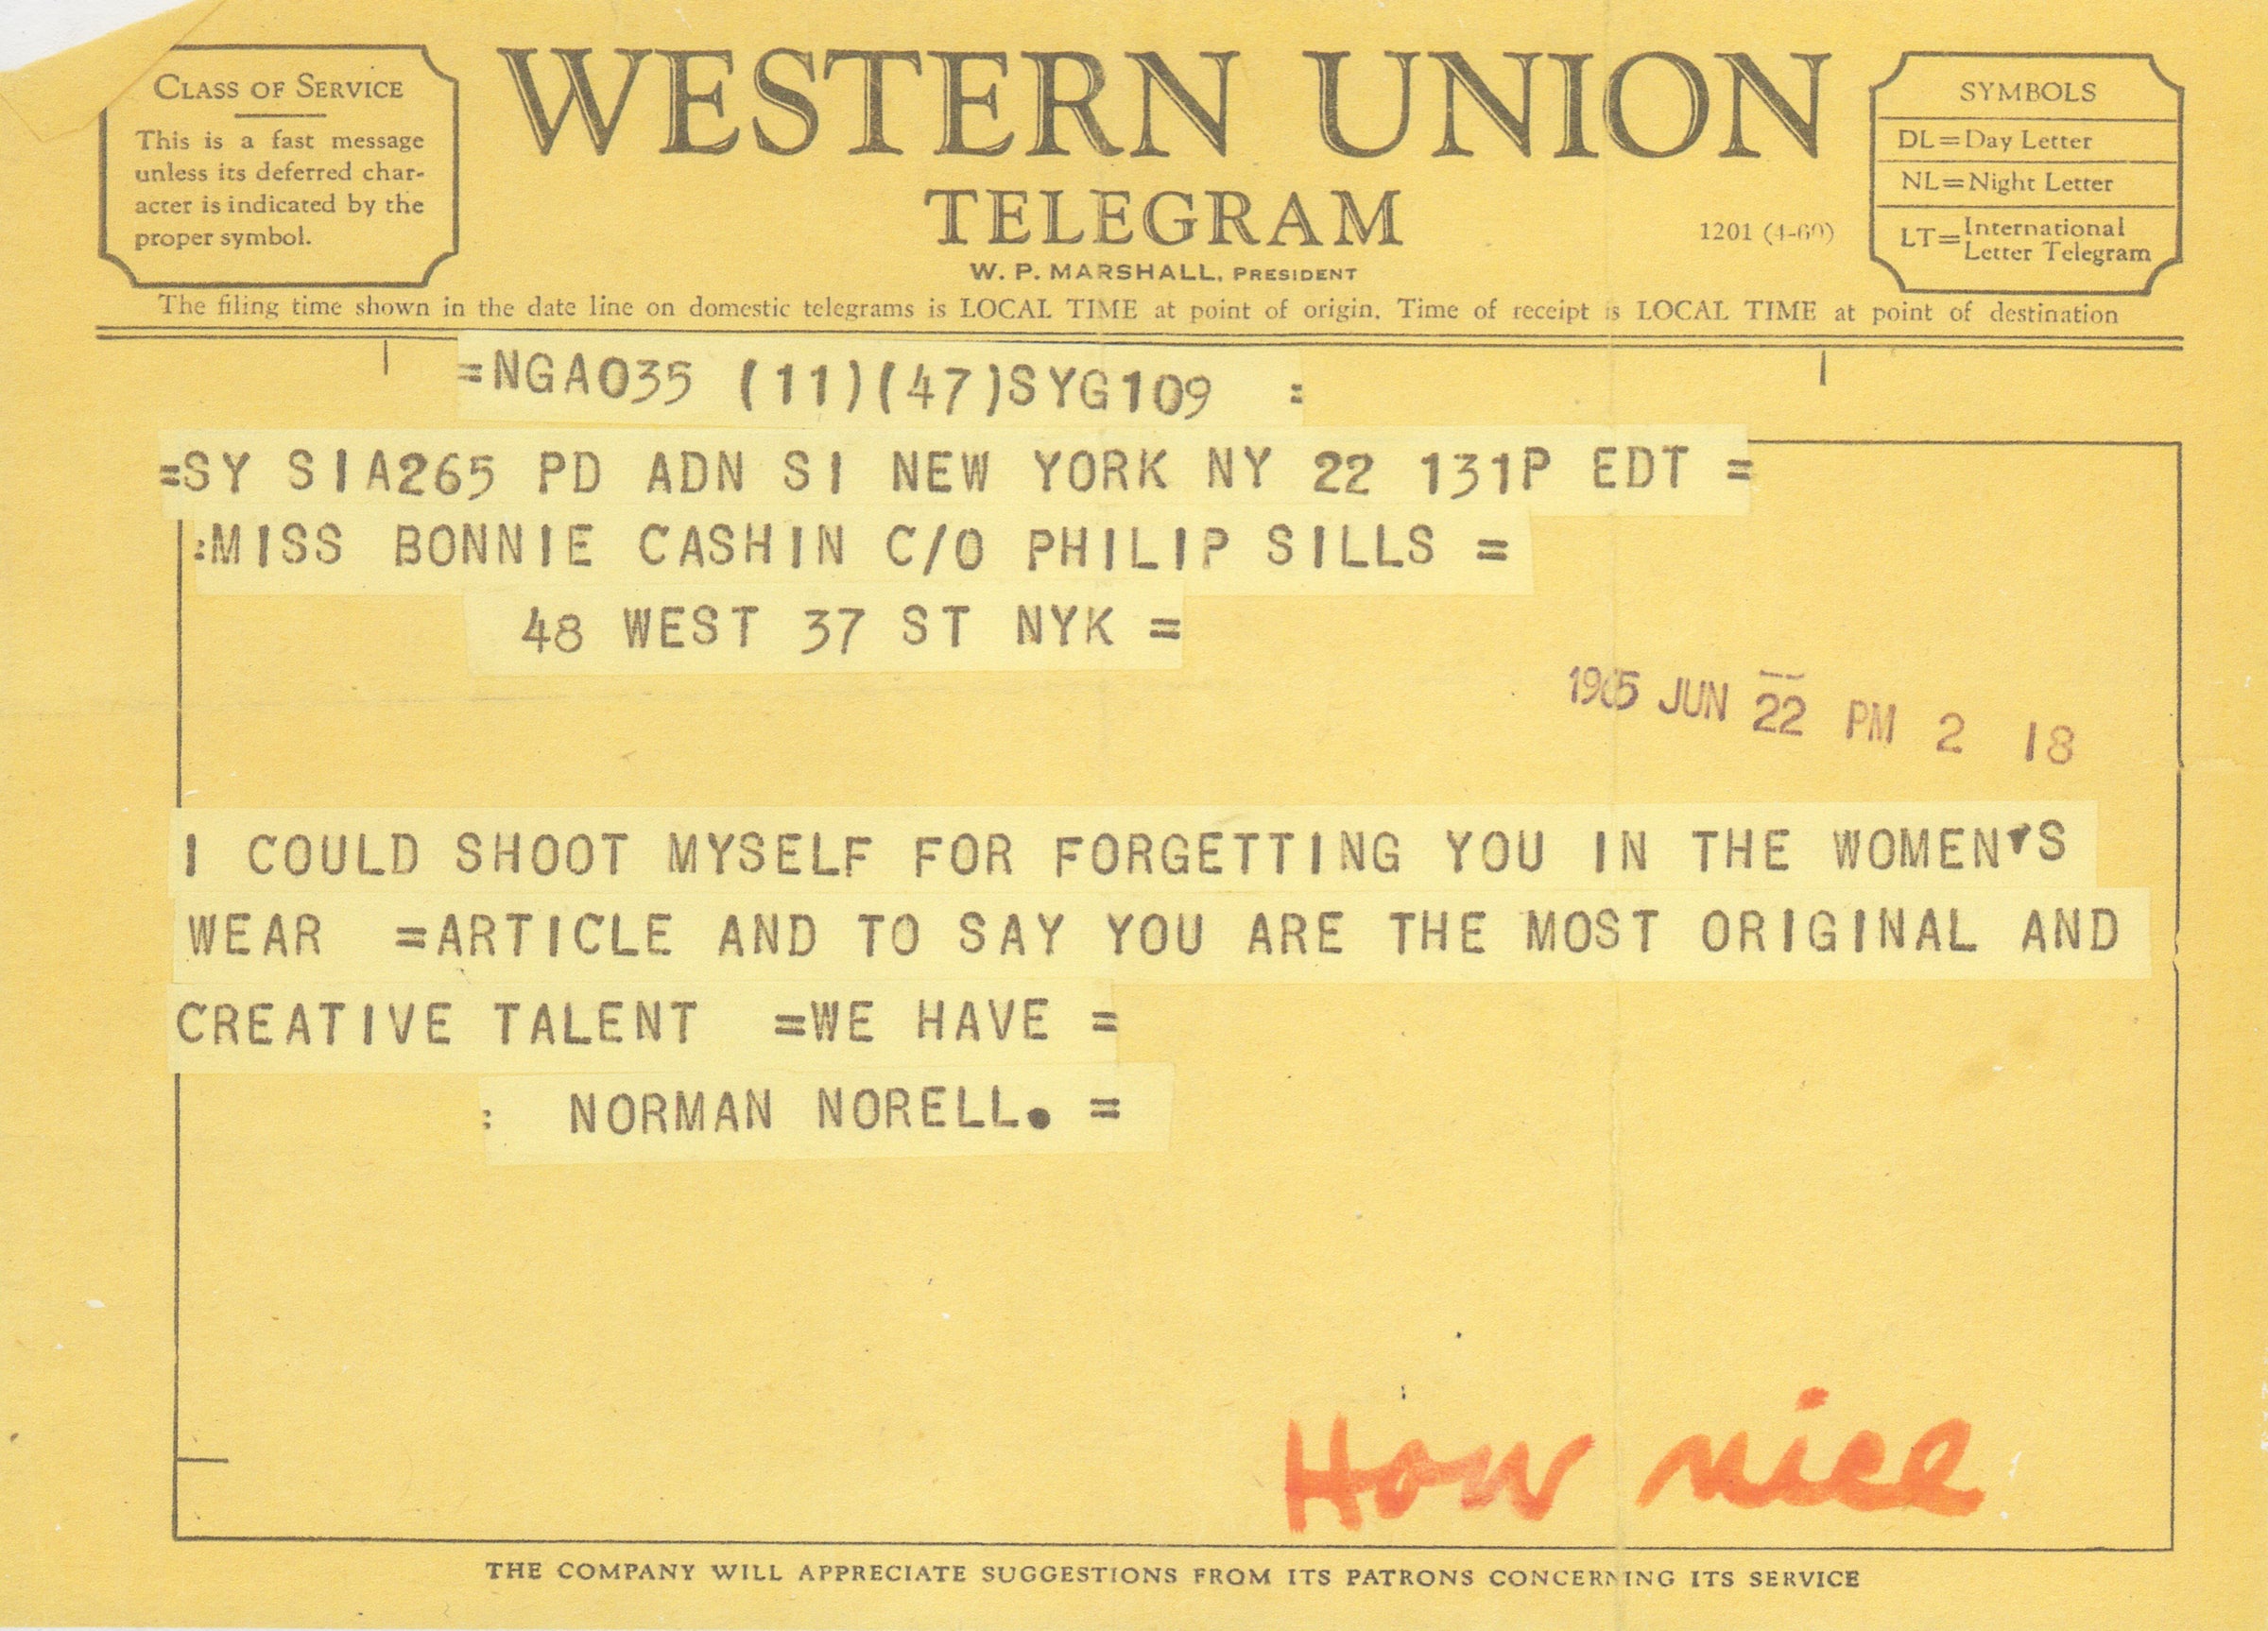 CLASS OF SERVICE
This is a fast message
unless its deferred char-
acter is indicated by the
proper symbol.
WESTERN UNION
TELEGRAM
W. P. MARSHALL, PRESIDENT
1201 (4-60)
SYMBOLS
DL=Day Letter
NL=Night Letter
LT=International
Letter Telegram
The filing time shown in the date line on domestic telegrams is LOCAL TIME at point of origin. Time of receipt is LOCAL TIME at point of destination
=NGA035 (11)(47)SYG109 :
=SY SIA265 PD ADN SI NEW YORK NY 22 131P EDT =
:MISS BONNIE CASHIN C/O PHILIP SILLS =
48 WEST 37 ST NYK =
1965 JUN 22 PM 2 18
I COULD SHOOT MYSELF FOR FORGETTING YOU IN THE WOMEN'S
WEAR =ARTICLE AND TO SAY YOU ARE THE MOST ORIGINAL AND
CREATIVE TALENT =WE HAVE =
: NORMAN NORELL. =
How nice
THE COMPANY WILL APPRECIATE SUGGESTIONS FROM ITS PATRONS CONCERNING ITS SERVICE